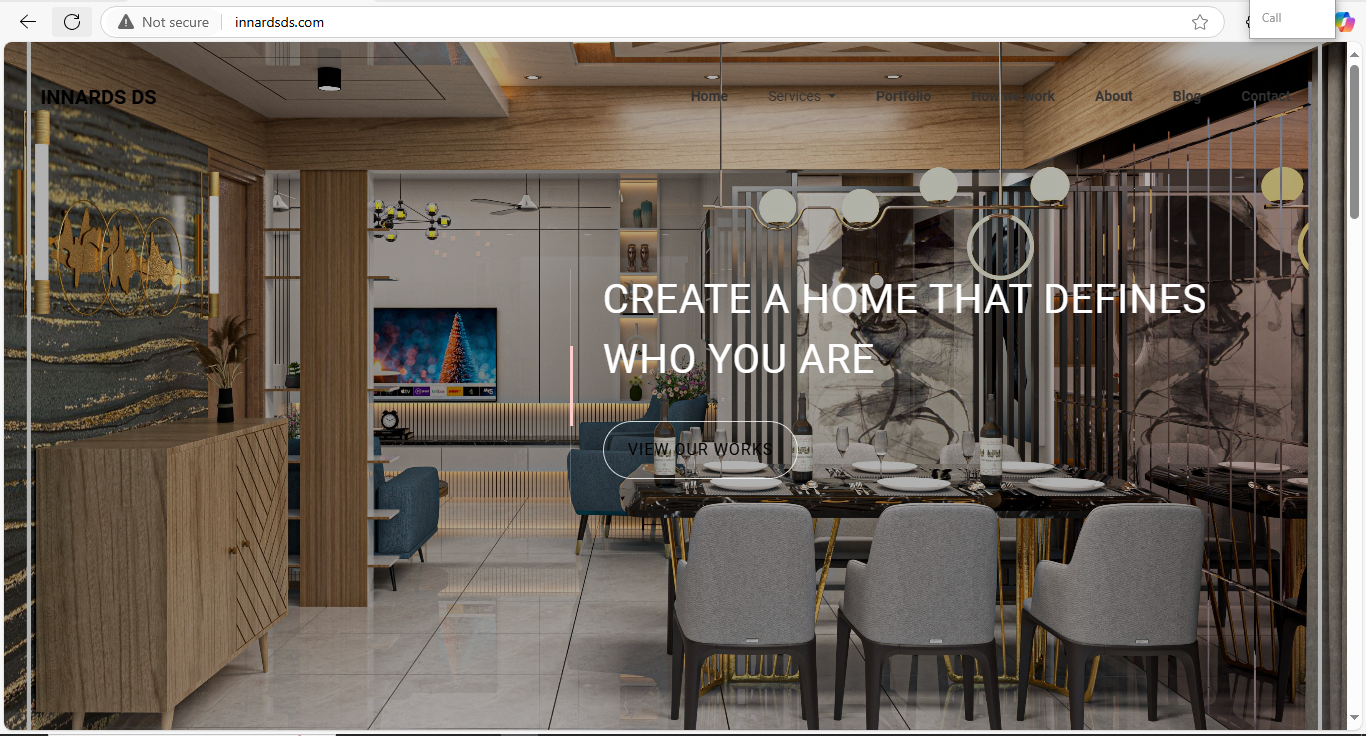 Call
Not secure
innardsds.com
INNARDS DS
Home
Services
Portfolio
How we work
About
Blog
Contact
CREATE A HOME THAT DEFINES
WHO YOU ARE
VIEW OUR WORKS